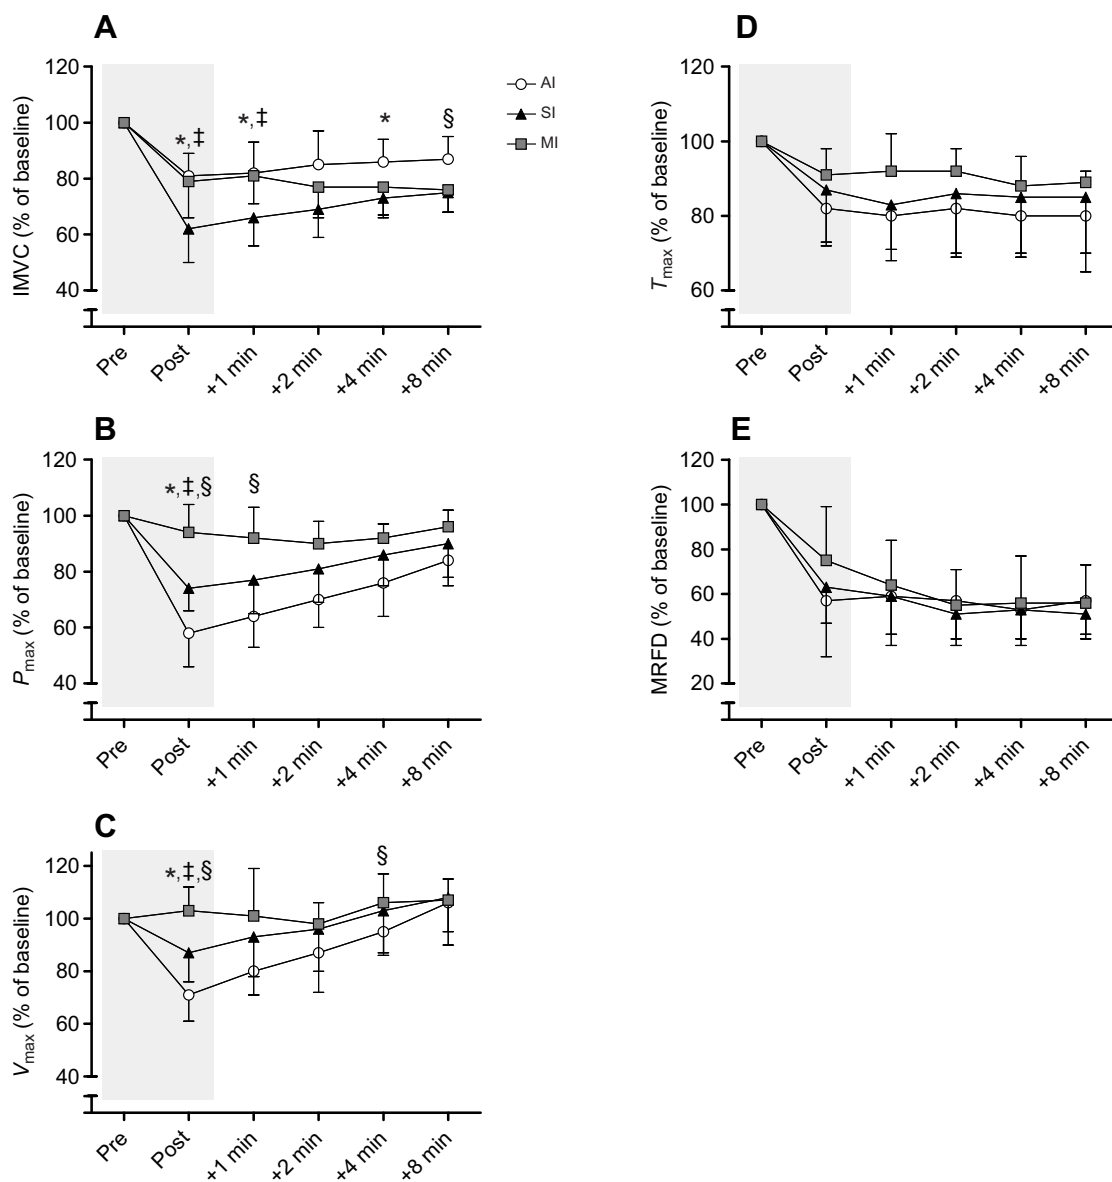 A
IMVC (% of baseline)
120
100
80
60
40
*,‡
*,‡
*
§
Pre
Post
+1 min
+2 min
+4 min
+8 min
AI
SI
MI
D
Tmax (% of baseline)
120
100
80
60
Pre
Post
+1 min
+2 min
+4 min
+8 min
B
Pmax (% of baseline)
120
100
80
60
40
*,‡,§
§
Pre
Post
+1 min
+2 min
+4 min
+8 min
E
MRFD (% of baseline)
120
100
80
60
40
20
Pre
Post
+1 min
+2 min
+4 min
+8 min
C
Vmax (% of baseline)
120
100
80
60
40
*,‡,§
§
Pre
Post
+1 min
+2 min
+4 min
+8 min